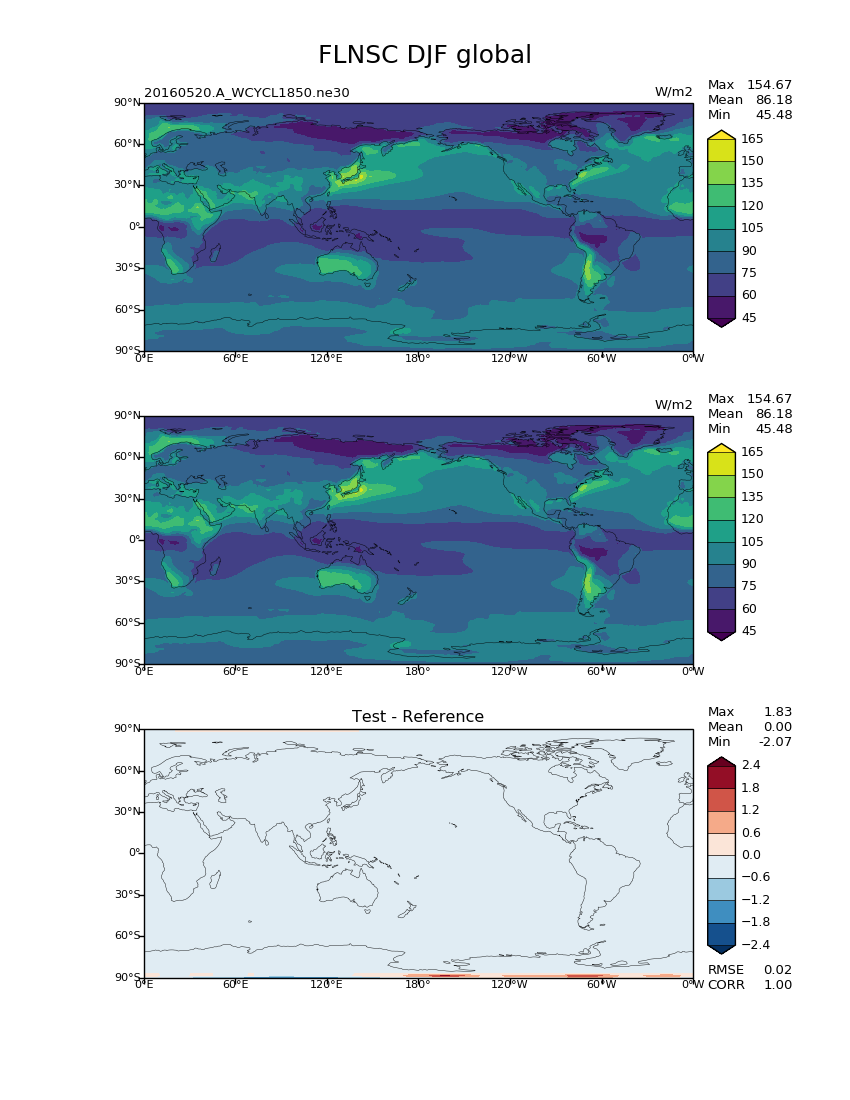 FLNSC DJF global
20160520.A_WCYCL1850.ne30
W/m2
Max 154.67
Mean 86.18
Min 45.48
90°N
60°N
30°N
0°
30°S
60°S
90°S
0°E
60°E
120°E
180°
120°W
60°W
0°W
165
150
135
120
105
90
75
60
45
W/m2
Max 154.67
Mean 86.18
Min 45.48
90°N
60°N
30°N
0°
30°S
60°S
90°S
0°E
60°E
120°E
180°
120°W
60°W
0°W
165
150
135
120
105
90
75
60
45
Test - Reference
Max 1.83
Mean 0.00
Min -2.07
90°N
60°N
30°N
0°
30°S
60°S
90°S
0°E
60°E
120°E
180°
120°W
60°W
0°W
2.4
1.8
1.2
0.6
0.0
−0.6
−1.2
−1.8
−2.4
RMSE 0.02
CORR 1.00